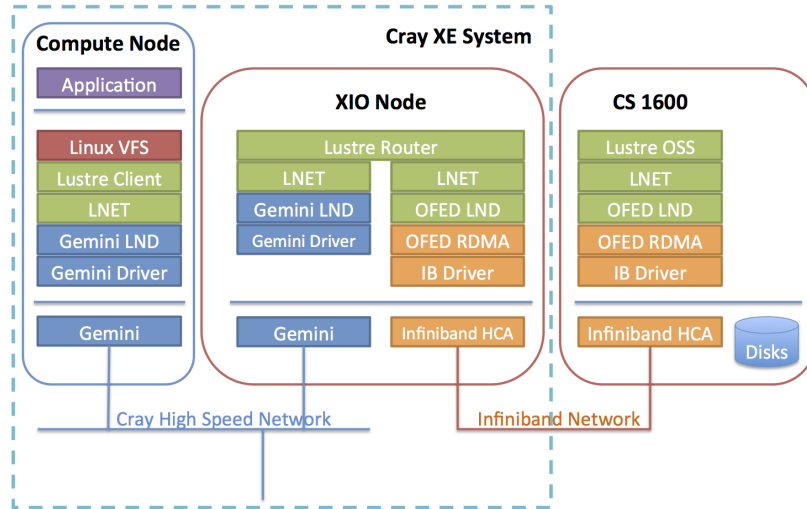 Cray XE System
Compute Node
Application
Linux VFS
Lustre Client
LNET
Gemini LND
Gemini Driver
Gemini
XIO Node
Lustre Router
LNET
Gemini LND
Gemini Driver
Gemini
LNET
OFED LND
OFED RDMA
IB Driver
Infiniband HCA
CS 1600
Lustre OSS
LNET
OFED LND
OFED RDMA
IB Driver
Infiniband HCA
Disks
Cray High Speed Network
Infiniband Network